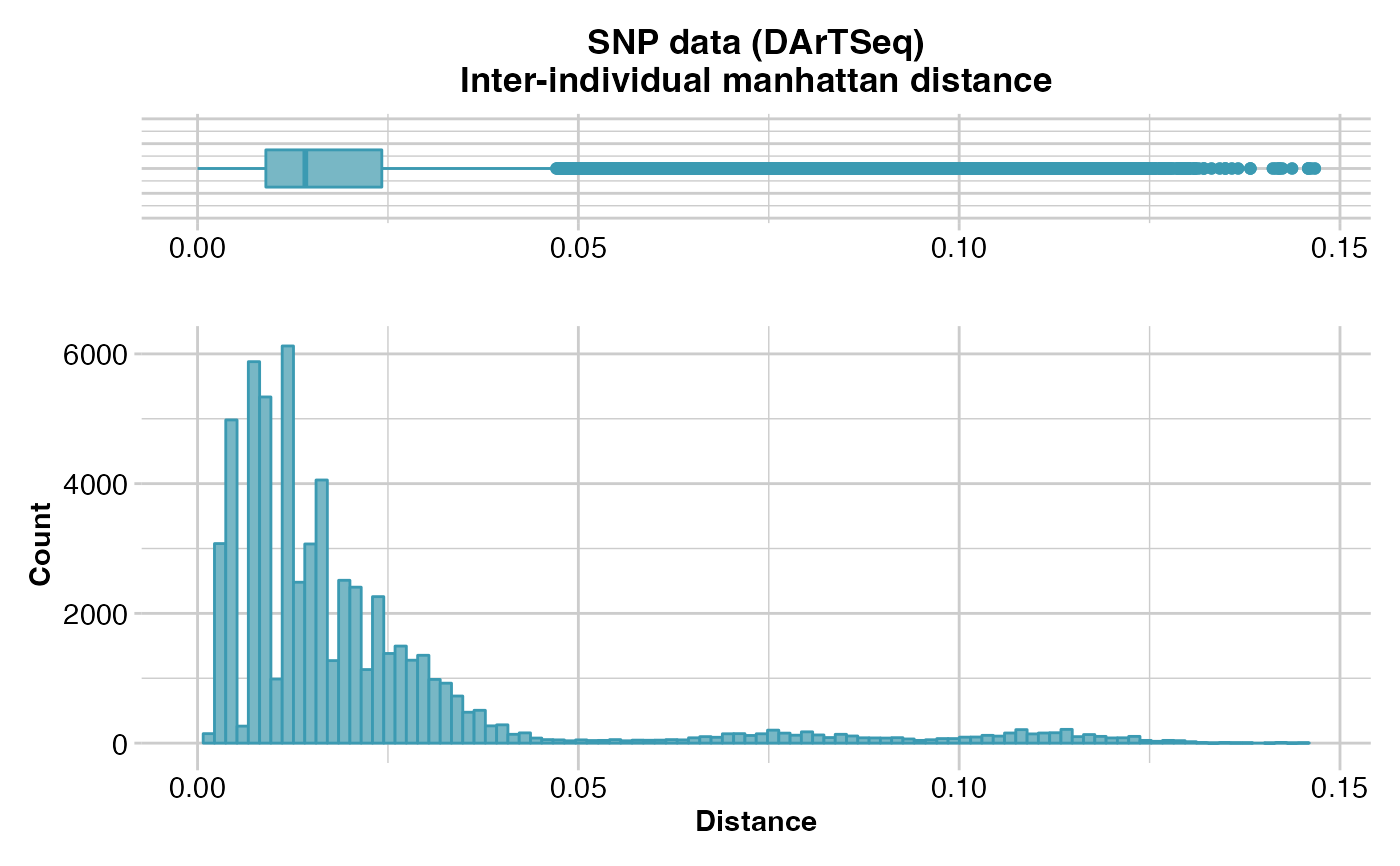 SNP data (DArTSeq)
Inter-individual manhattan distance
0.00 0.05 0.10 0.15
6000
4000
2000
0
Count
0.00 0.05 0.10 0.15
Distance